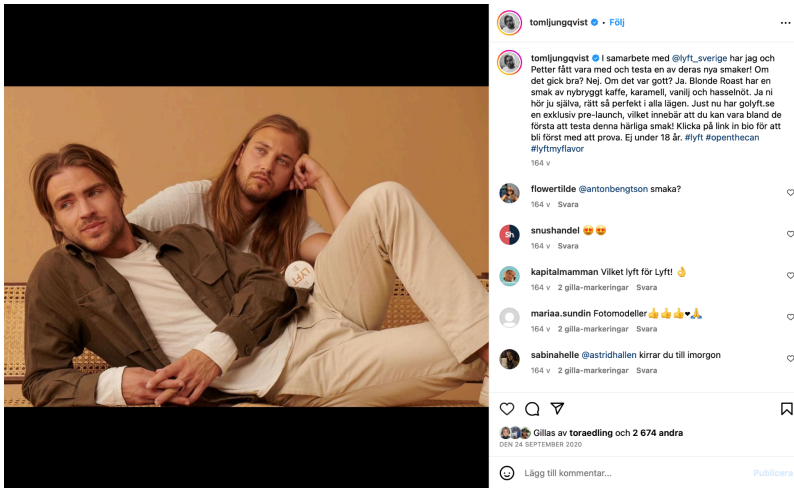 tomljungqvist • Följ
tomljungqvist I samarbete med @lyft_sverige har jag och
Petter fått vara med och testa en av deras nya smaker! Om
det gick bra? Nej. Om det var gott? Ja. Blonde Roast har en
smak av nybryggt kaffe, karamell, vanilj och hasselnöt. Ja ni
hör ju själva, rätt så perfekt i alla lägen. Just nu har golyft.se
en exklusiv pre-launch, vilket innebär att du kan vara bland de
första att testa denna härliga smak! Klicka på link in bio för att
bli först med att prova. Ej under 18 år. #lyft #openthecan
#lyftmyflavor
164 v
flowertilde @antonbengtson smaka?
164 v Svara
Sh
snushandel 😍😍
164 v Svara
kapitalmamman Vilket lyft för Lyft! 👌
164 v 2 gilla-markeringar Svara
mariaa.sundin Fotomodeller👍👍👍❤️🙏
164 v 2 gilla-markeringar Svara
sabinahelle @astridhallen kirrar du till imorgon
164 v 2 gilla-markeringar Svara
LYFT
Gillas av toraedling och 2 674 andra
DEN 24 SEPTEMBER 2020
Lägg till kommentar...
Publicera